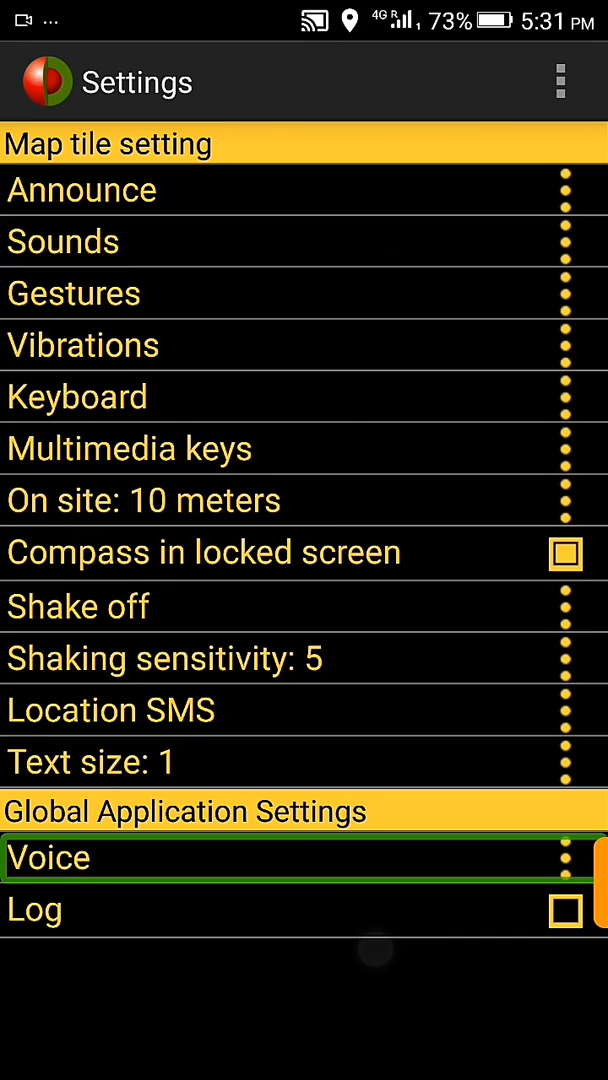 4G R 1 73% 5:31 PM
Settings
Map tile setting
Announce
Sounds
Gestures
Vibrations
Keyboard
Multimedia keys
On site: 10 meters
Compass in locked screen
Shake off
Shaking sensitivity: 5
Location SMS
Text size: 1
Global Application Settings
Voice
Log